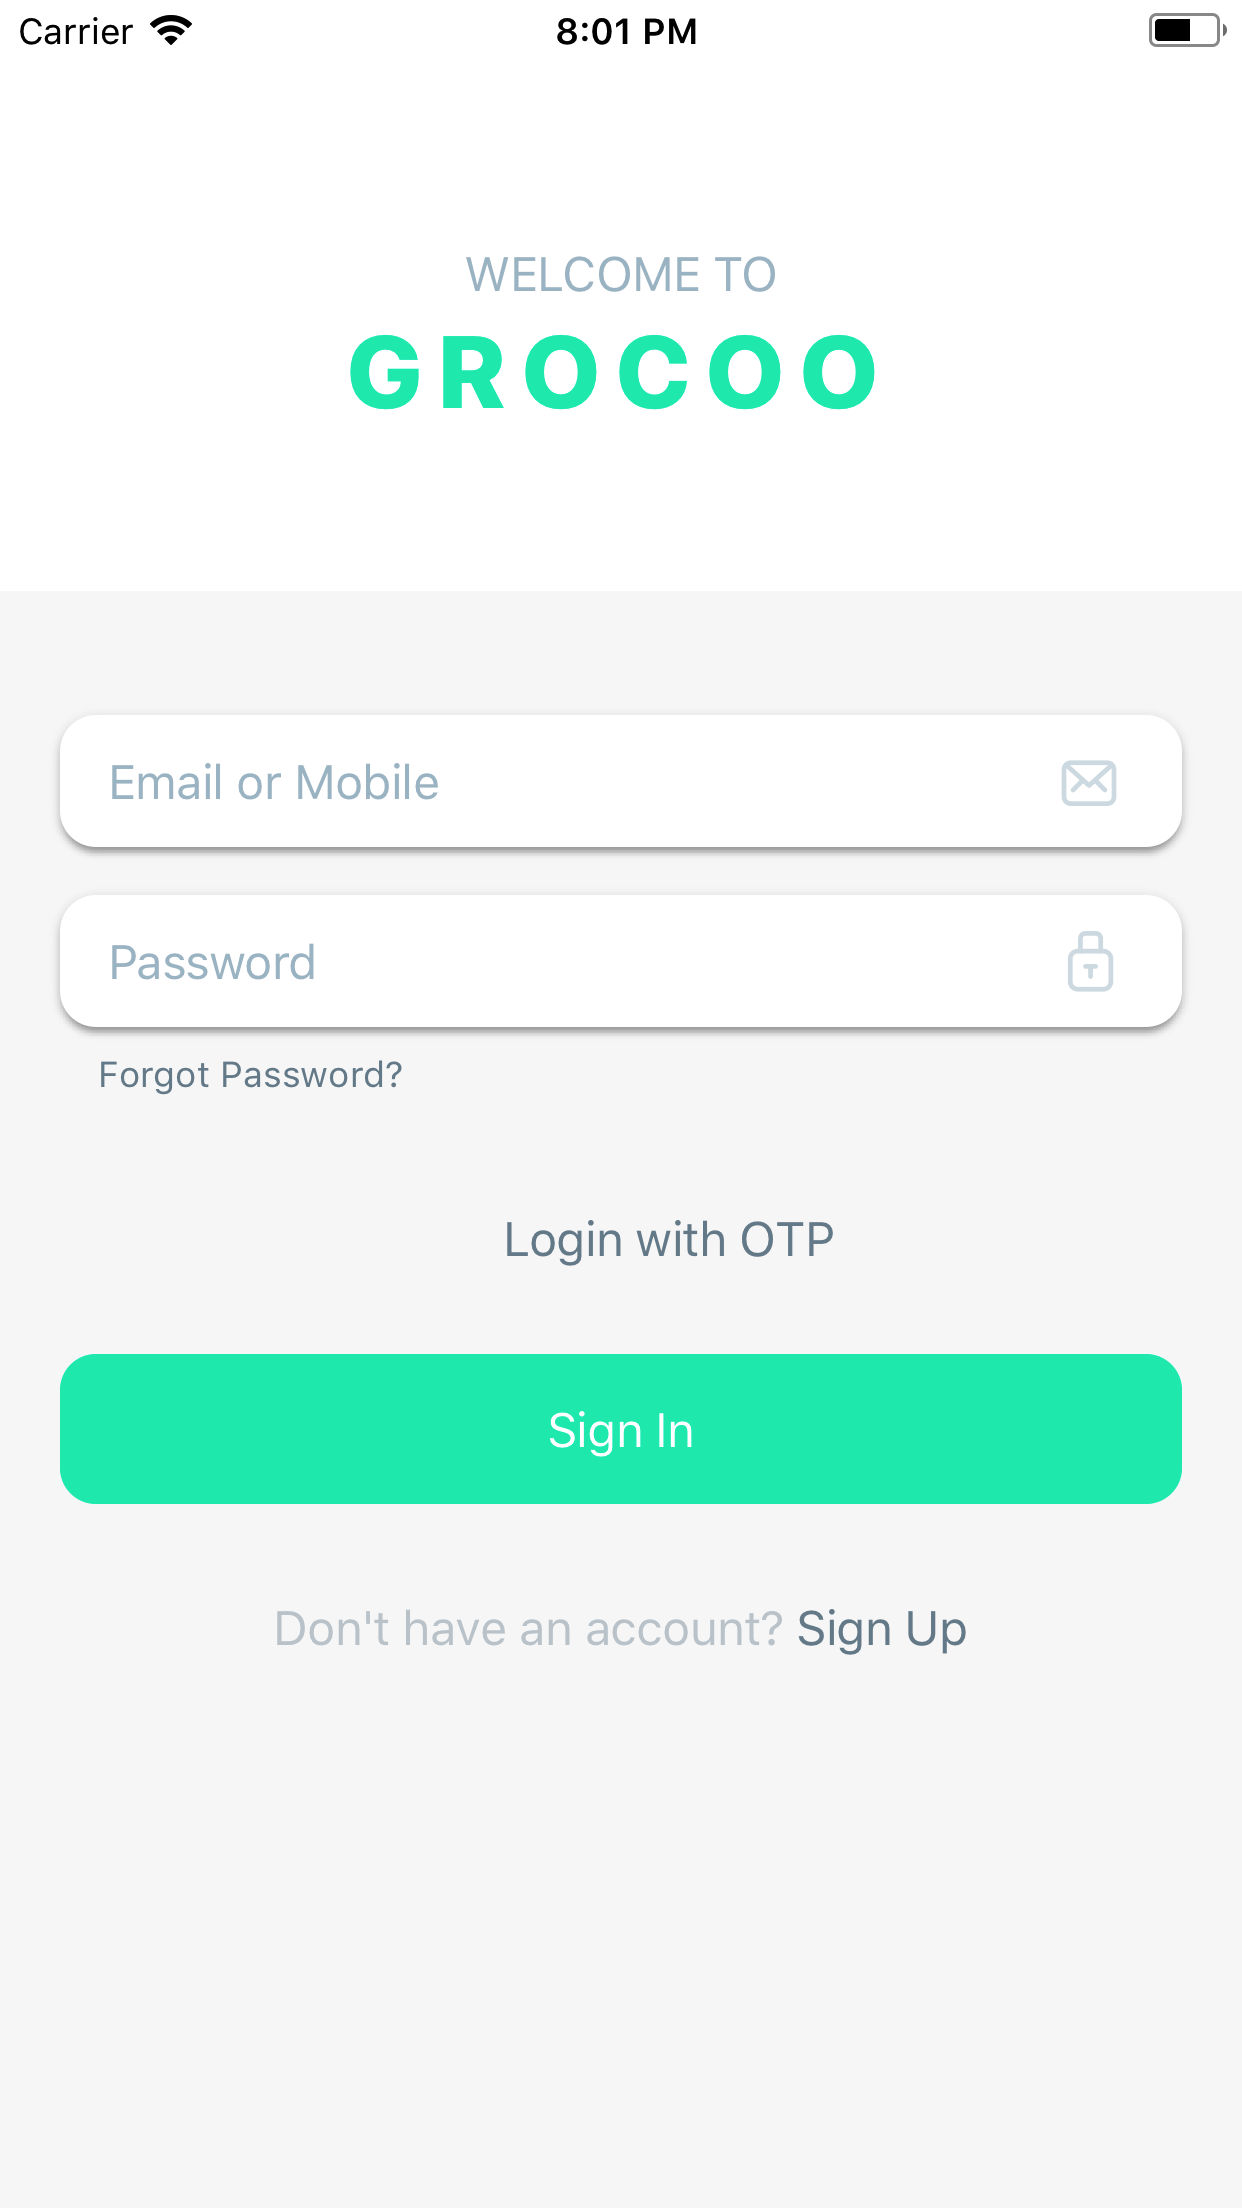 Carrier 8:01 PM
WELCOME TO
GROCOO
Email or Mobile
Password
Forgot Password?
Login with OTP
Sign In
Don't have an account? Sign Up